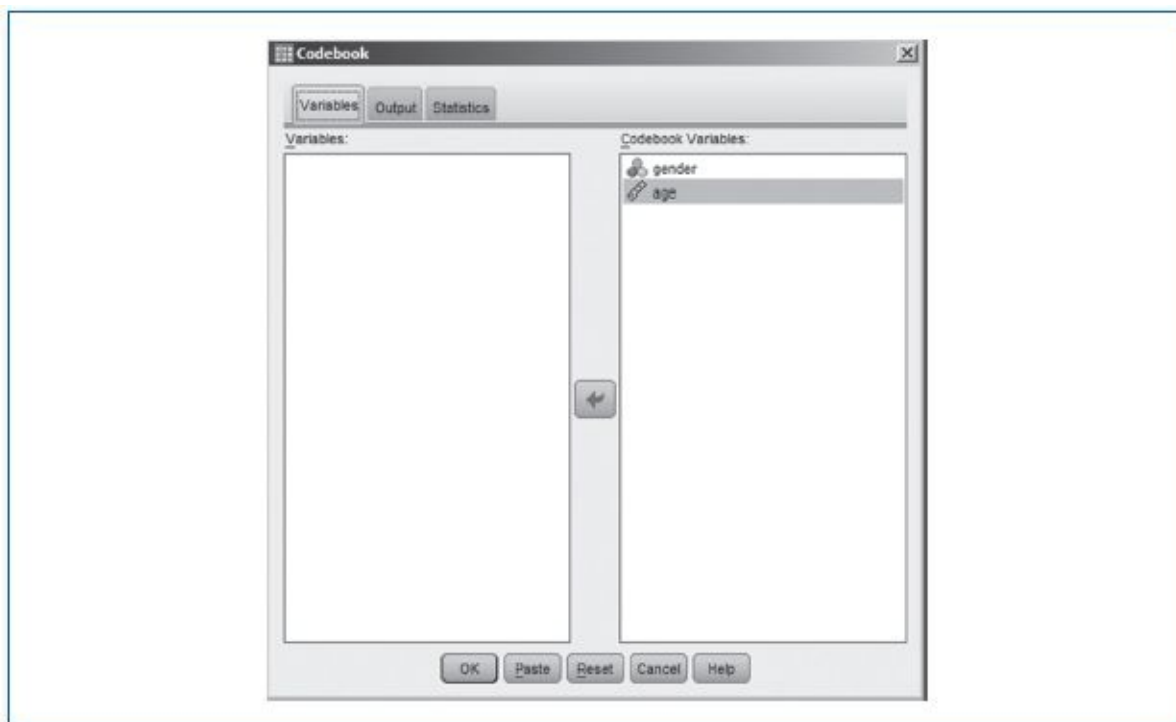 Codebook
Variables Output Statistics
Variables:
Codebook Variables:
gender
age
OK Paste Reset Cancel Help